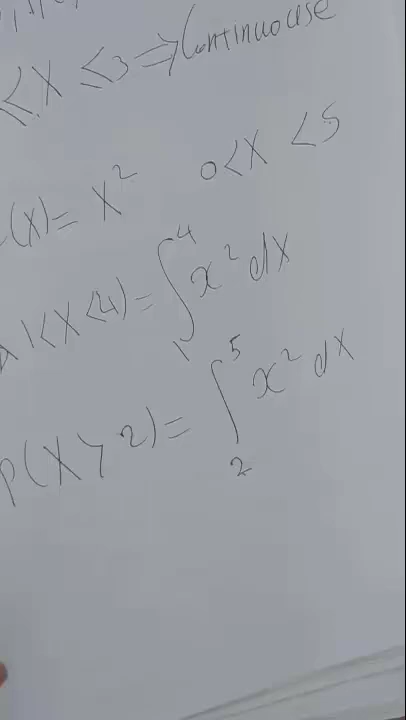 ≤ X ≤ 3 ⇒ Continuouse
(X) = X² 0<X <5
1<X<4) = ∫₁⁴ x² dx
P(X > 2) = ∫₂⁵ x² dx